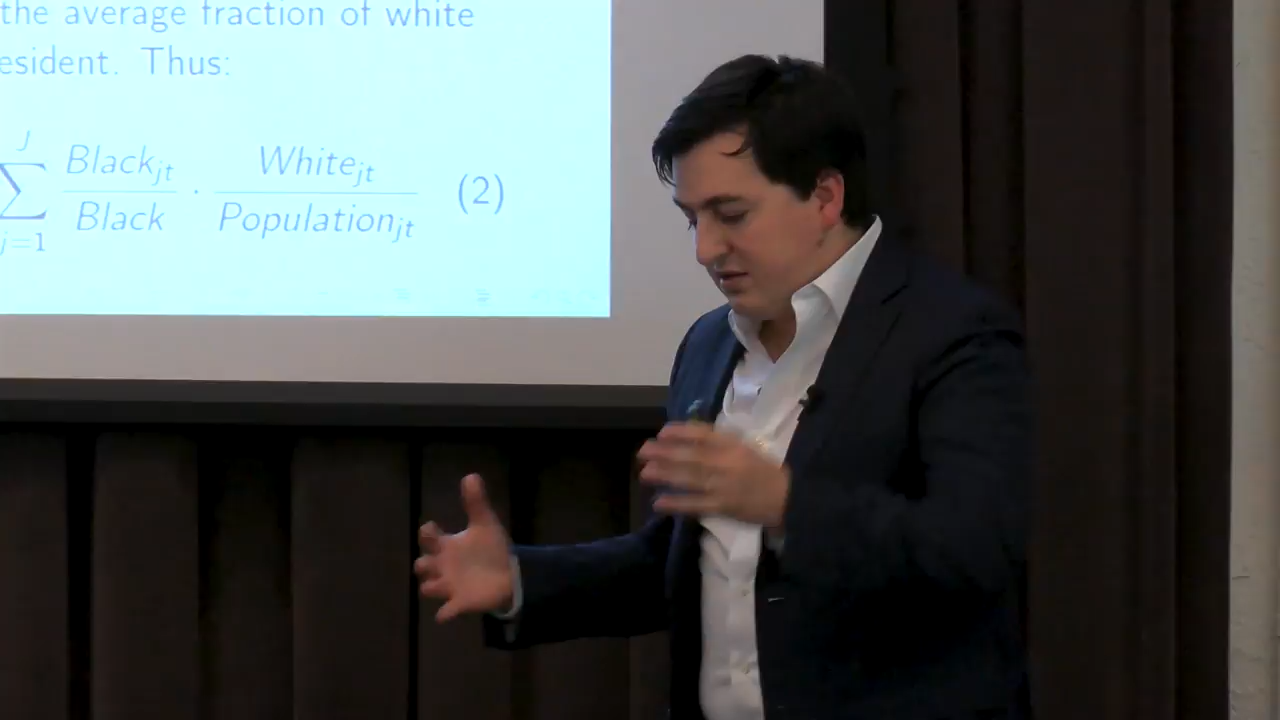 the average fraction of white
esident. Thus:
J
∑ Black_jt / Black · White_jt / Population_jt (2)
j=1